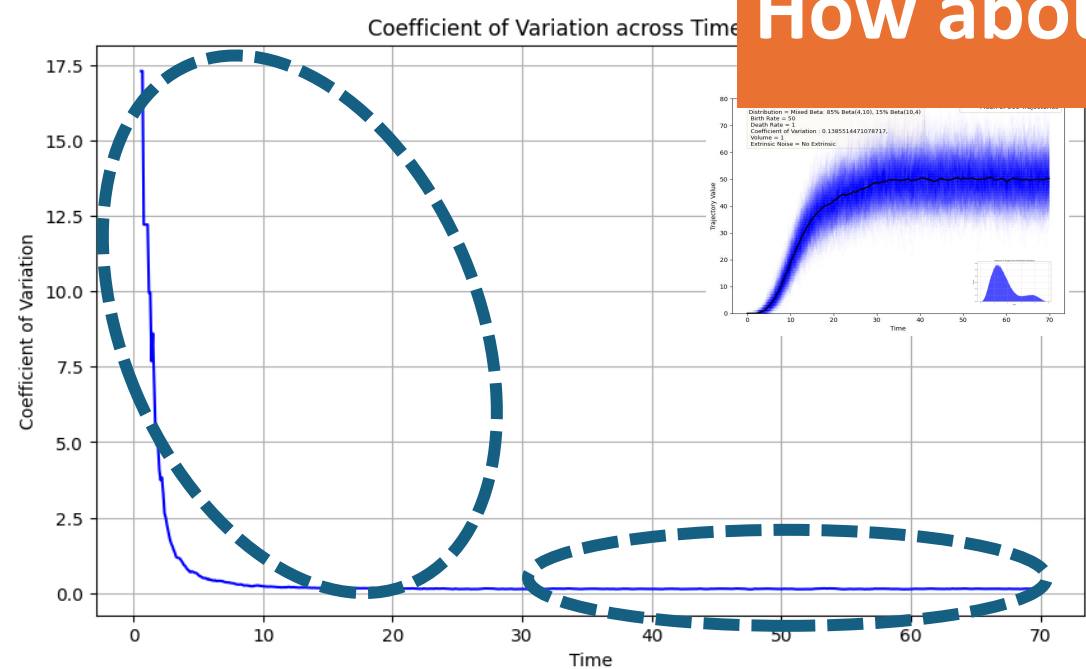 How abou
Coefficient of Variation across Time
17.5
15.0
12.5
10.0
7.5
5.0
2.5
0.0
Coefficient of Variation
0
10
20
30
40
50
60
70
Time
80
70
60
50
40
30
20
10
0
Trajectory Value
Distribution = Mixed Beta: 85% Beta(4,10), 15% Beta(10,4)
Birth Rate = 50
Death Rate = 1
Coefficient of Variation : 0.1385514471078717,
Volume = 1
Extrinsic Noise = No Extrinsic
0
10
20
30
40
50
60
70
Time